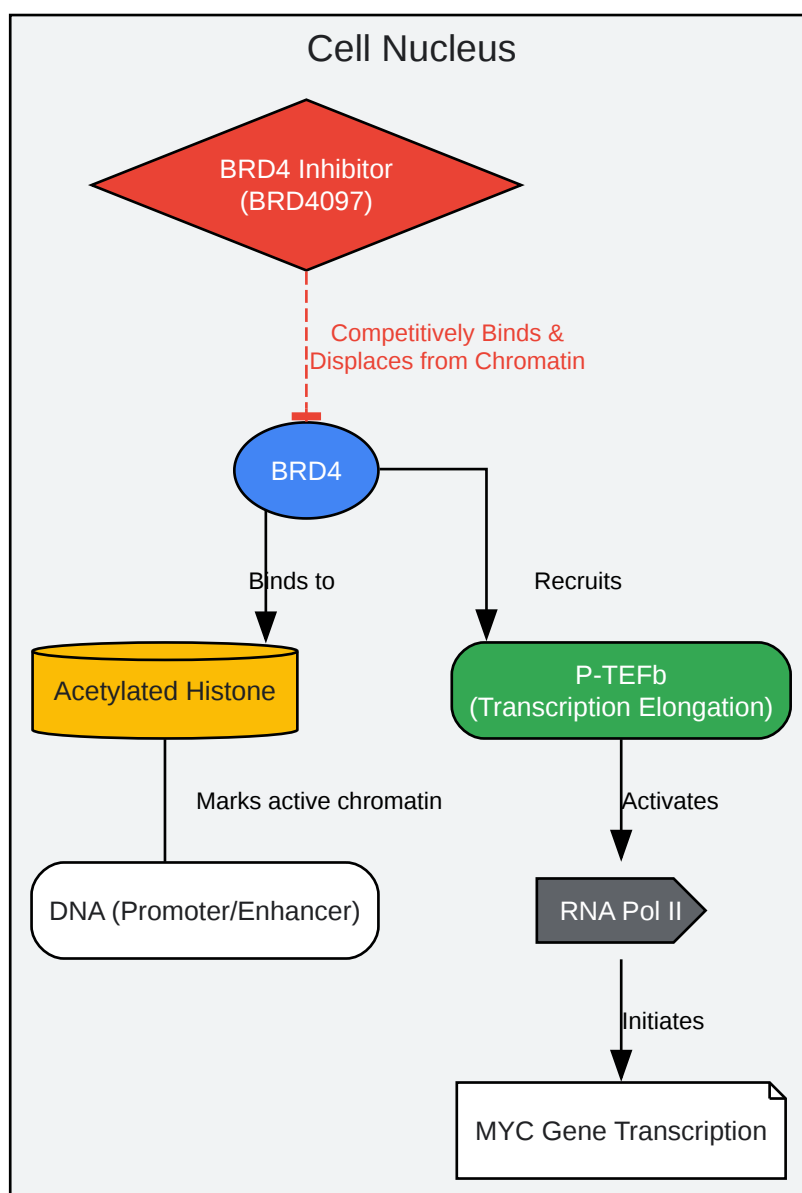 Cell Nucleus
BRD4 Inhibitor
(BRD4097)
Competitively Binds &
Displaces from Chromatin
BRD4
Binds to
Recruits
Acetylated Histone
P-TEFb
(Transcription Elongation)
Marks active chromatin
Activates
DNA (Promoter/Enhancer)
RNA Pol II
Initiates
MYC Gene Transcription